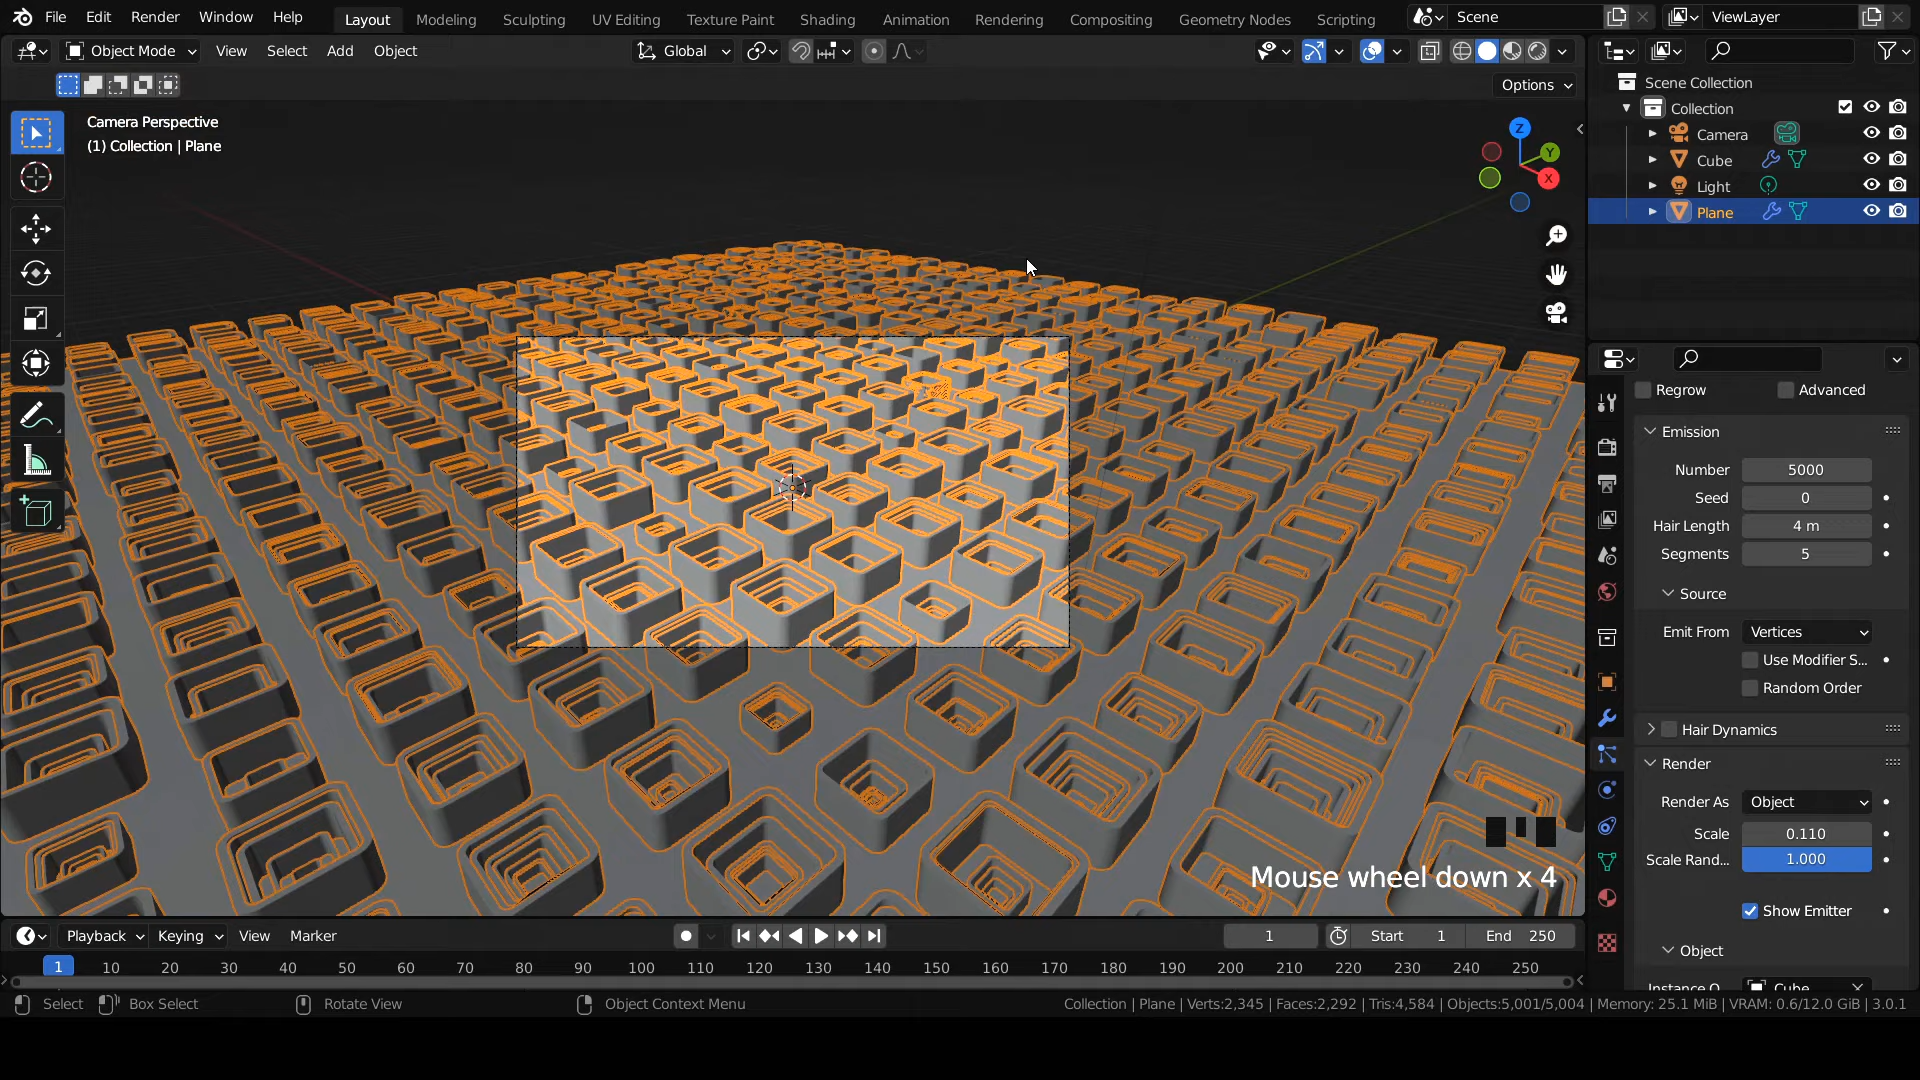 File Edit Render Window Help Layout Modeling Sculpting UV Editing Texture Paint Shading Animation Rendering Compositing Geometry Nodes Scripting Scene ViewLayer
Object Mode View Select Add Object Global
Options
Camera Perspective
(1) Collection | Plane
Z
Y
X
Scene Collection
Collection
Camera
Cube
Light
Plane
Regrow Advanced
Emission
Number 5000
Seed 0
Hair Length 4 m
Segments 5
Source
Emit From Vertices
Use Modifier S...
Random Order
Hair Dynamics
Render
Render As Object
Scale 0.110
Scale Rand... 1.000
Show Emitter
Object
Instance O Cube
Mouse wheel down x 4
Playback Keying View Marker 1 Start 1 End 250
1 10 20 30 40 50 60 70 80 90 100 110 120 130 140 150 160 170 180 190 200 210 220 230 240 250
Select Box Select Rotate View Object Context Menu Collection | Plane | Verts:2,345 | Faces:2,292 | Tris:4,584 | Objects:5,001/5,004 | Memory: 25.1 MiB | VRAM: 0.6/12.0 GiB | 3.0.1